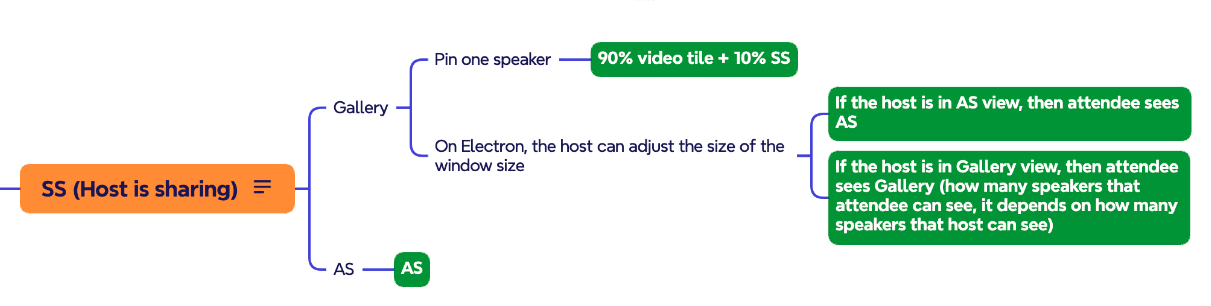 Pin one speaker
90% video tile + 10% SS
Gallery
If the host is in AS view, then attendee sees
AS
On Electron, the host can adjust the size of the
window size
If the host is in Gallery view, then attendee
sees Gallery (how many speakers that
attendee can see, it depends on how many
speakers that host can see)
SS (Host is sharing)
AS
AS